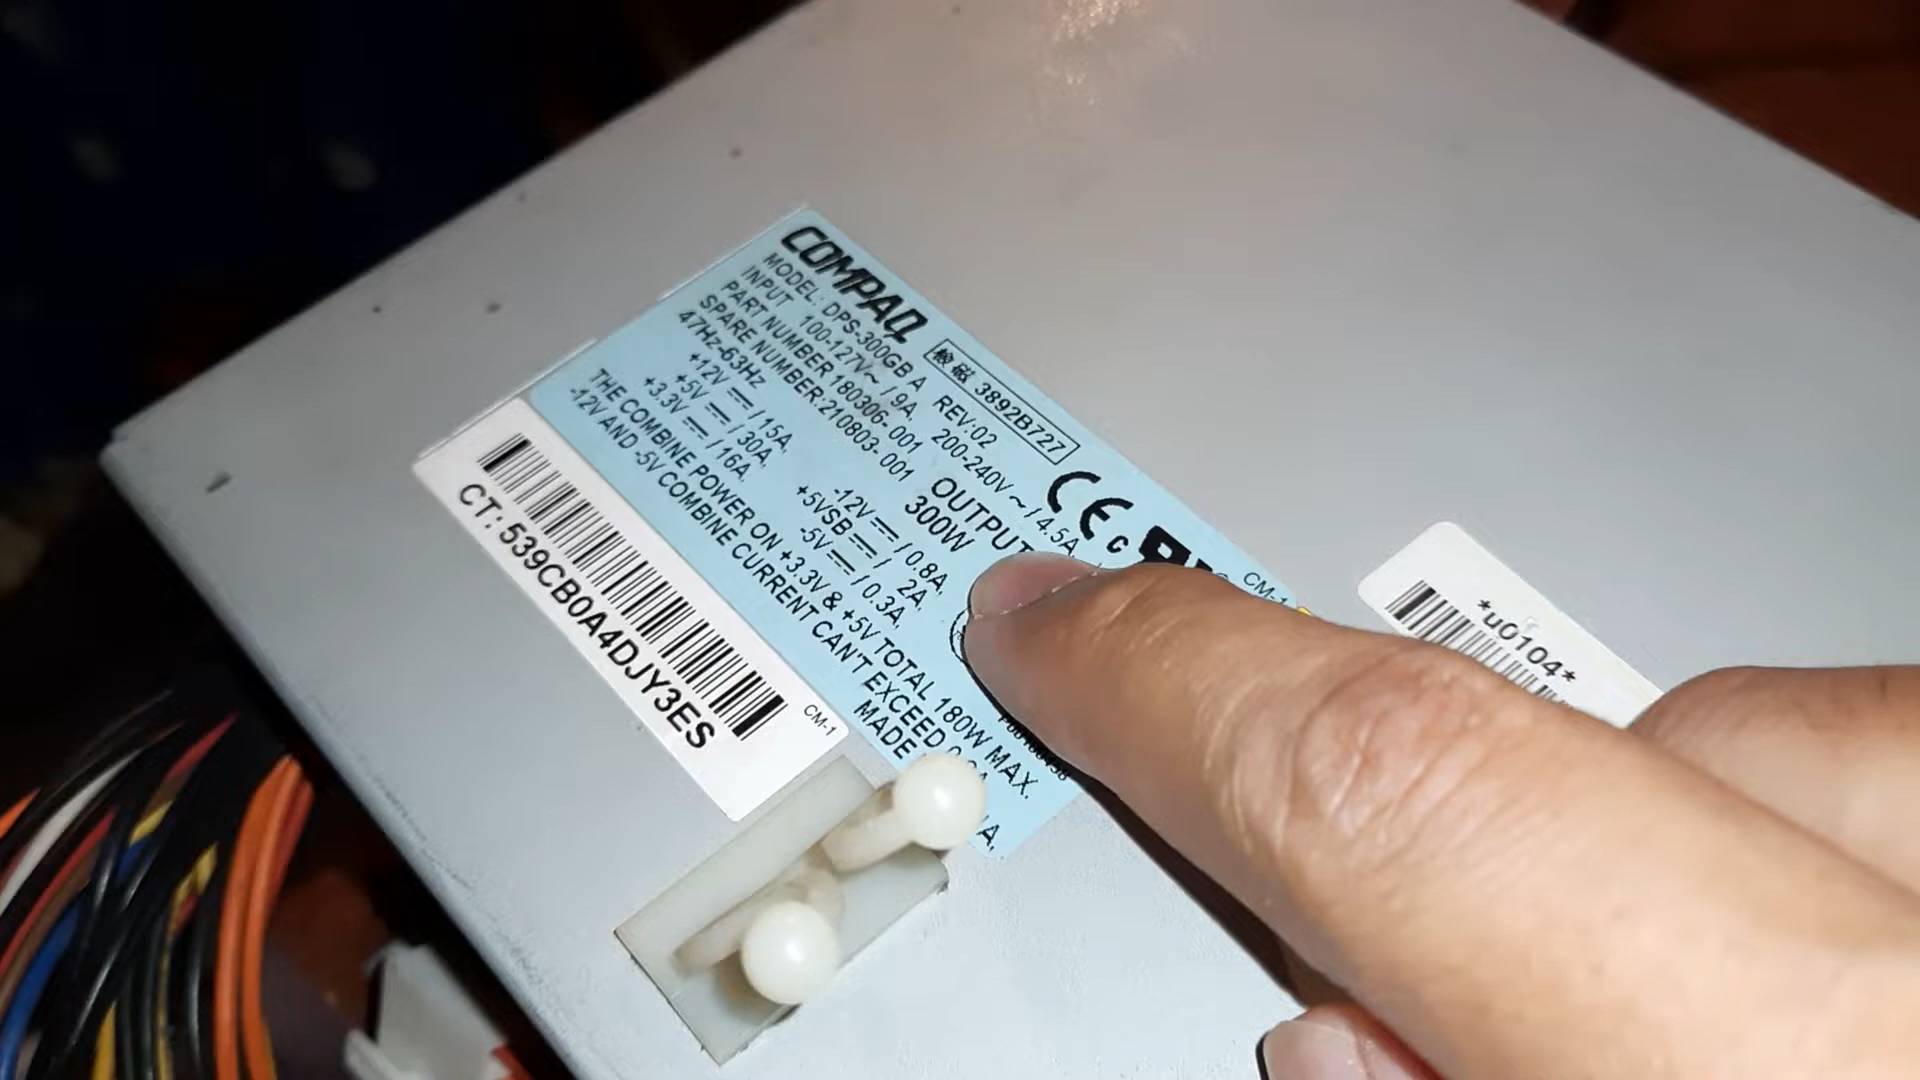 COMPAQ
檢磁 3892B727
MODEL: DPS-300GB A REV:02
INPUT 100-127V~ / 9A, 200-240V~ / 4.5A,
PART NUMBER 180306-001
SPARE NUMBER:210803-001
47Hz-63Hz
OUTPUT
300W
+12V ⎓ / 15A, -12V ⎓ / 0.8A,
+5V ⎓ / 30A, +5VSB ⎓ / 2A,
+3.3V ⎓ / 16A, -5V ⎓ / 0.3A,
THE COMBINE POWER ON +3.3V & +5V TOTAL 180W MAX.
-12V AND -5V COMBINE CURRENT CAN'T EXCEED
MADE
CE c
CM-1
CT: 539CB0A4DJY3ES
CM-1
*u0104*